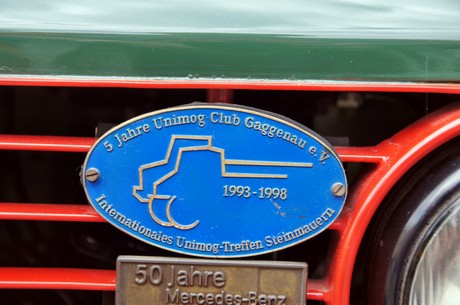 5 Jahre Unimog Club Gaggenau e.V.
1993-1998
Internationales Unimog-Treffen Steinmauern
50 Jahre
Mercedes-Benz